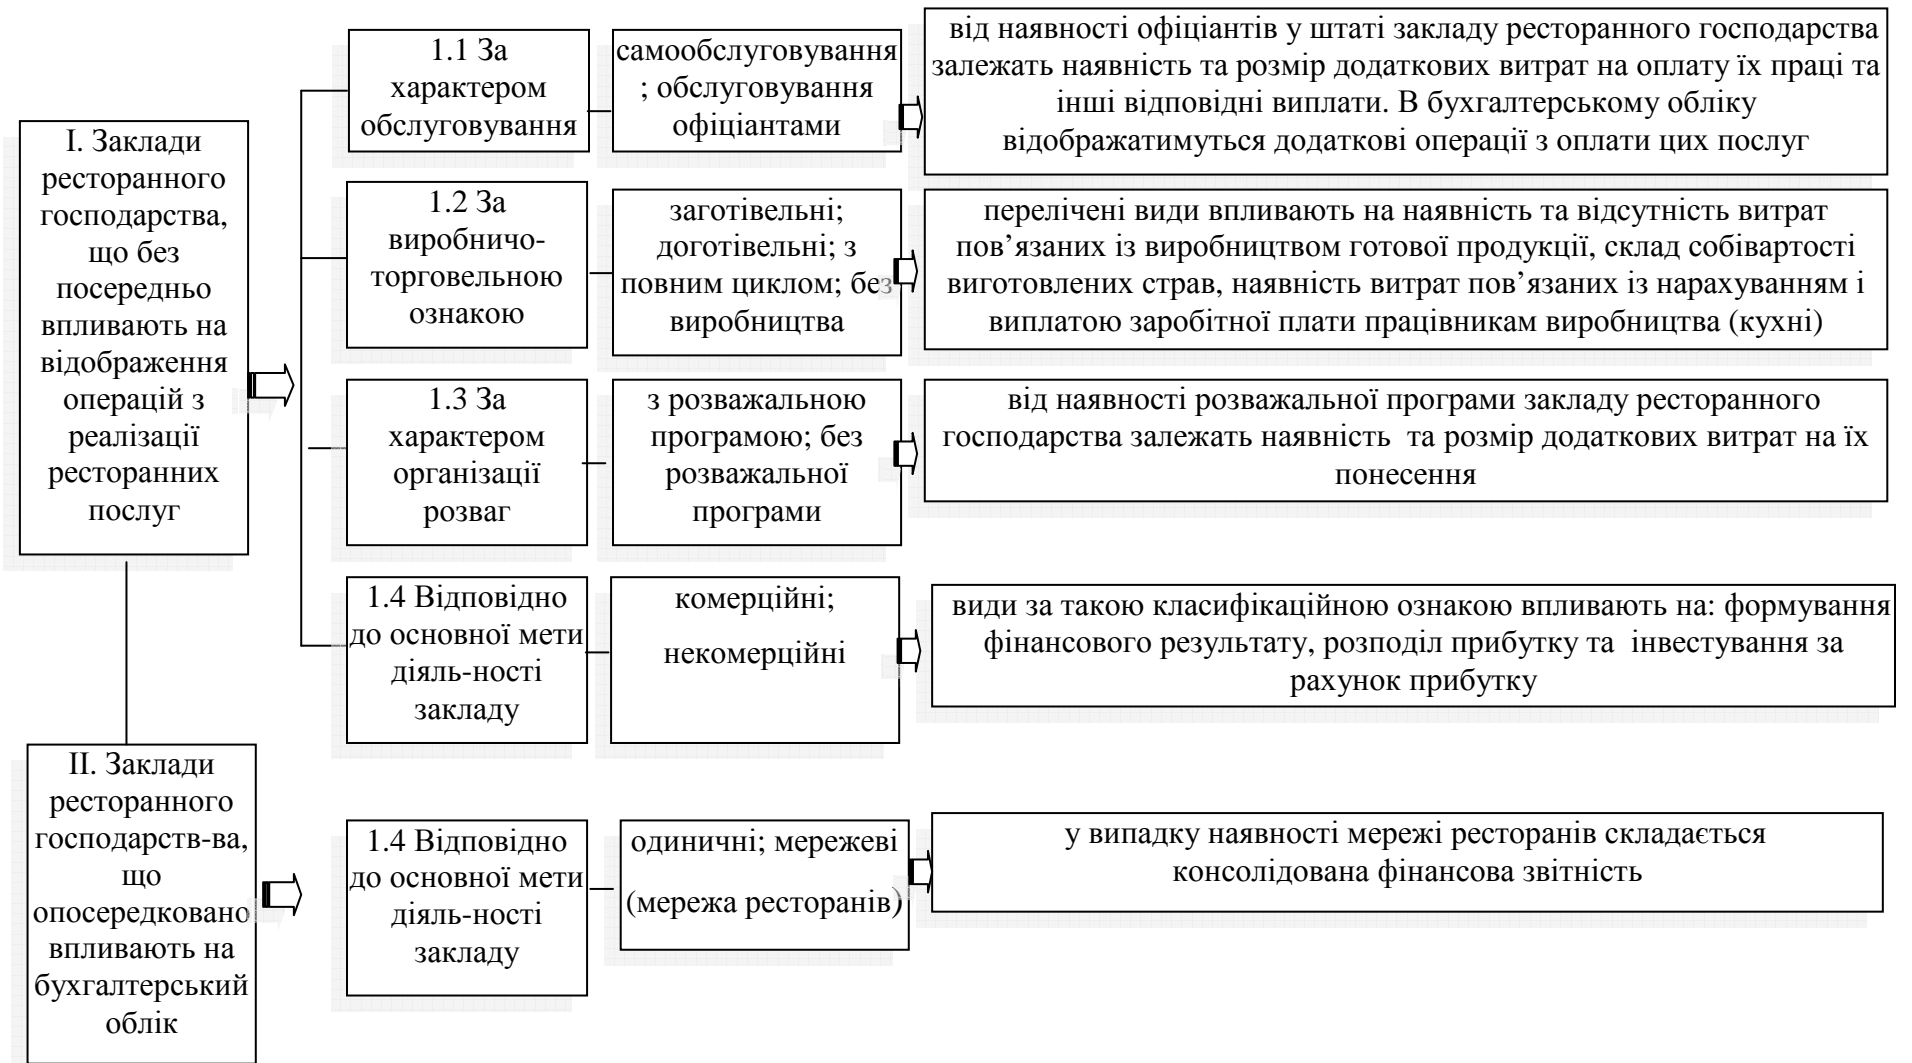 І. Заклади
ресторанного
господарства,
що без
посередньо
впливають на
відображення
операцій з
реалізації
ресторанних
послуг
1.1 За
характером
обслуговування
самообслуговування
; обслуговування
офіціантами
від наявності офіціантів у штаті закладу ресторанного господарства
залежать наявність та розмір додаткових витрат на оплату їх праці та
інші відповідні виплати. В бухгалтерському обліку
відображатимуться додаткові операції з оплати цих послуг
1.2 За
виробничо-
торговельною
ознакою
заготівельні;
доготівельні; з
повним циклом; без
виробництва
перелічені види впливають на наявність та відсутність витрат
пов’язаних із виробництвом готової продукції, склад собівартості
виготовлених страв, наявність витрат пов’язаних із нарахуванням і
виплатою заробітної плати працівникам виробництва (кухні)
1.3 За
характером
організації
розваг
з розважальною
програмою; без
розважальної
програми
від наявності розважальної програми закладу ресторанного
господарства залежать наявність та розмір додаткових витрат на їх
понесення
1.4 Відповідно
до основної мети
діяль-ності
закладу
комерційні;
некомерційні
види за такою класифікаційною ознакою впливають на: формування
фінансового результату, розподіл прибутку та інвестування за
рахунок прибутку
ІІ. Заклади
ресторанного
господарств-ва,
що
опосередковано
впливають на
бухгалтерський
облік
1.4 Відповідно
до основної мети
діяль-ності
закладу
одиничні; мережеві
(мережа ресторанів)
у випадку наявності мережі ресторанів складається
консолідована фінансова звітність